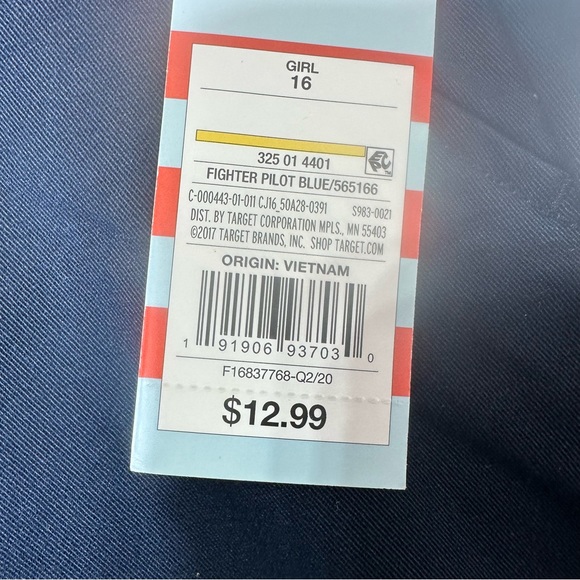 GIRL
16
325 01 4401
FIGHTER PILOT BLUE/565166
C-000443-01-011 CJ16_50A28-0391 S983-0021
DIST. BY TARGET CORPORATION MPLS., MN 55403
©2017 TARGET BRANDS, INC. SHOP TARGET.COM
ORIGIN: VIETNAM
1 91906 93703 0
F16837768-Q2/20
$12.99